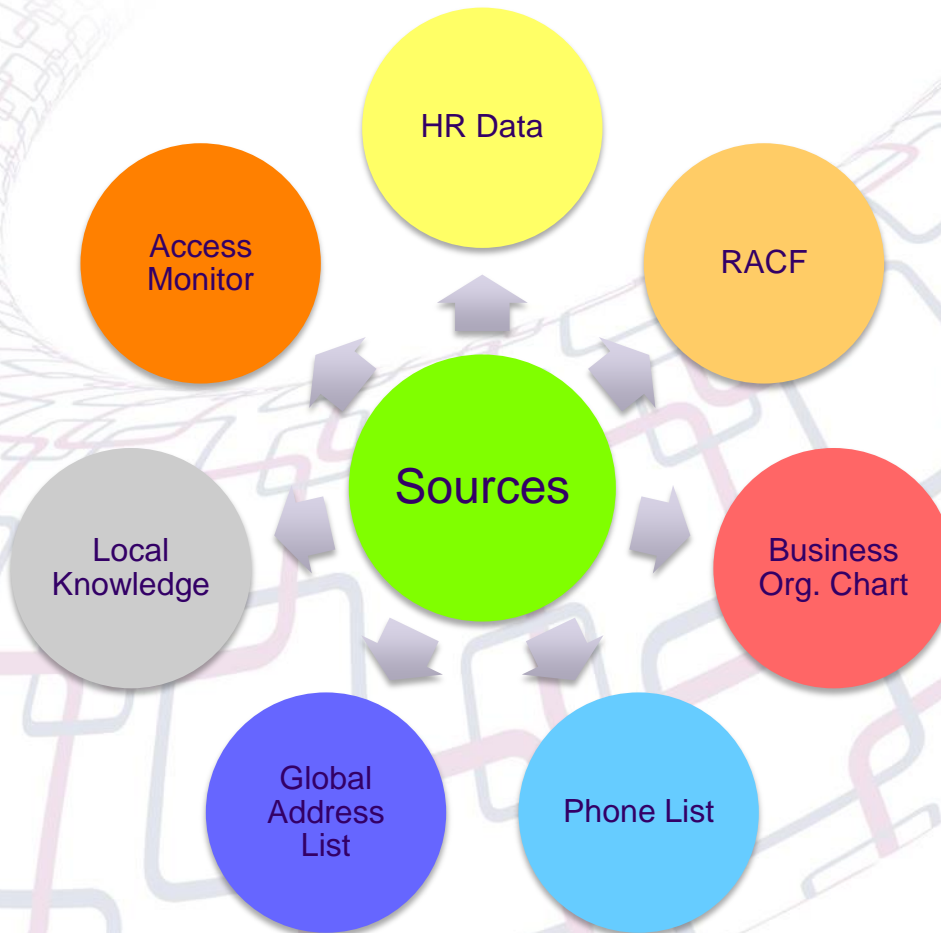 HR Data
RACF
Access
Monitor
Sources
Local
Knowledge
Business
Org. Chart
Global
Address
List
Phone List